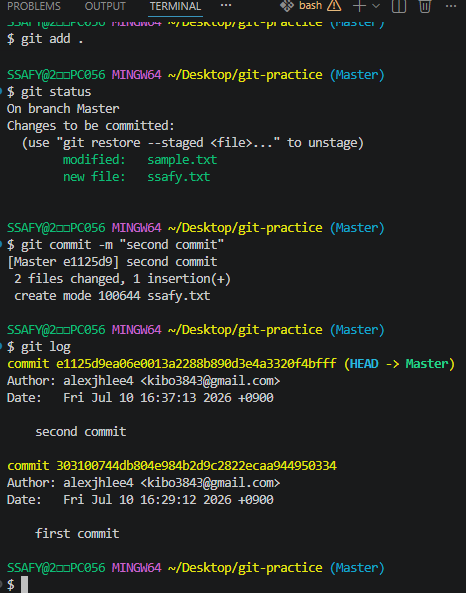 PROBLEMS OUTPUT TERMINAL ... bash
SSAFY@2□□PC056 MINGW64 ~/Desktop/git-practice (Master)
$ git add .
SSAFY@2□□PC056 MINGW64 ~/Desktop/git-practice (Master)
$ git status
On branch Master
Changes to be committed:
(use "git restore --staged <file>..." to unstage)
modified: sample.txt
new file: ssafy.txt
SSAFY@2□□PC056 MINGW64 ~/Desktop/git-practice (Master)
$ git commit -m "second commit"
[Master e1125d9] second commit
2 files changed, 1 insertion(+)
create mode 100644 ssafy.txt
SSAFY@2□□PC056 MINGW64 ~/Desktop/git-practice (Master)
$ git log
commit e1125d9ea06e0013a2288b890d3e4a3320f4bfff (HEAD -> Master)
Author: alexjhlee4 <kibo3843@gmail.com>
Date: Fri Jul 10 16:37:13 2026 +0900
second commit
commit 303100744db804e984b2d9c2822ecaa944950334
Author: alexjhlee4 <kibo3843@gmail.com>
Date: Fri Jul 10 16:29:12 2026 +0900
first commit
SSAFY@2□□PC056 MINGW64 ~/Desktop/git-practice (Master)
$